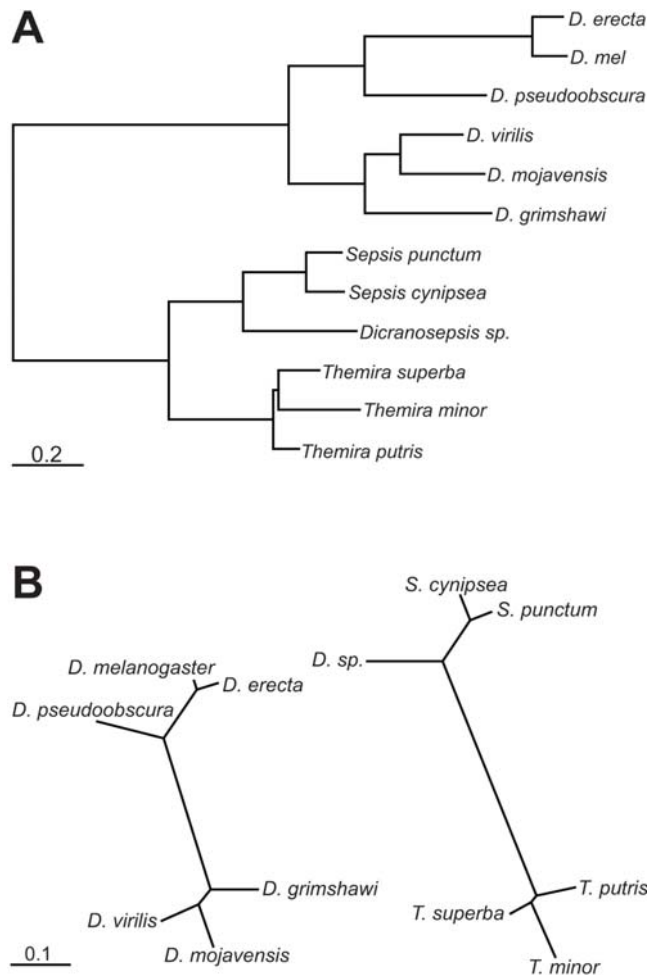 A
D. erecta
D. mel
D. pseudoobscura
D. virilis
D. mojavensis
D. grimshawi
Sepsis punctum
Sepsis cynipsea
Dicranosepsis sp.
Themira superba
Themira minor
Themira putris
0.2
B
S. cynipsea
S. punctum
D. sp.
D. melanogaster
D. erecta
D. pseudoobscura
D. grimshawi
D. virilis
D. mojavensis
T. putris
T. superba
T. minor
0.1